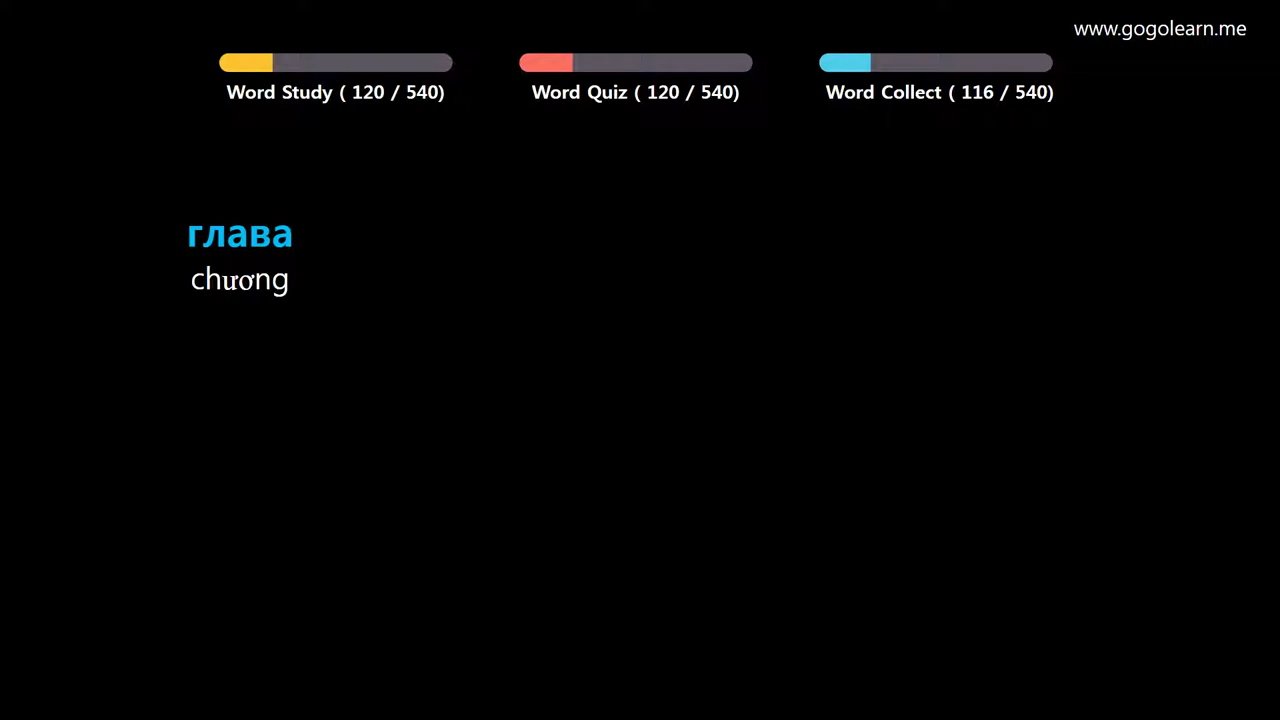 www.gogolearn.me
Word Study ( 120 / 540)
Word Quiz ( 120 / 540)
Word Collect ( 116 / 540)
глава
chương